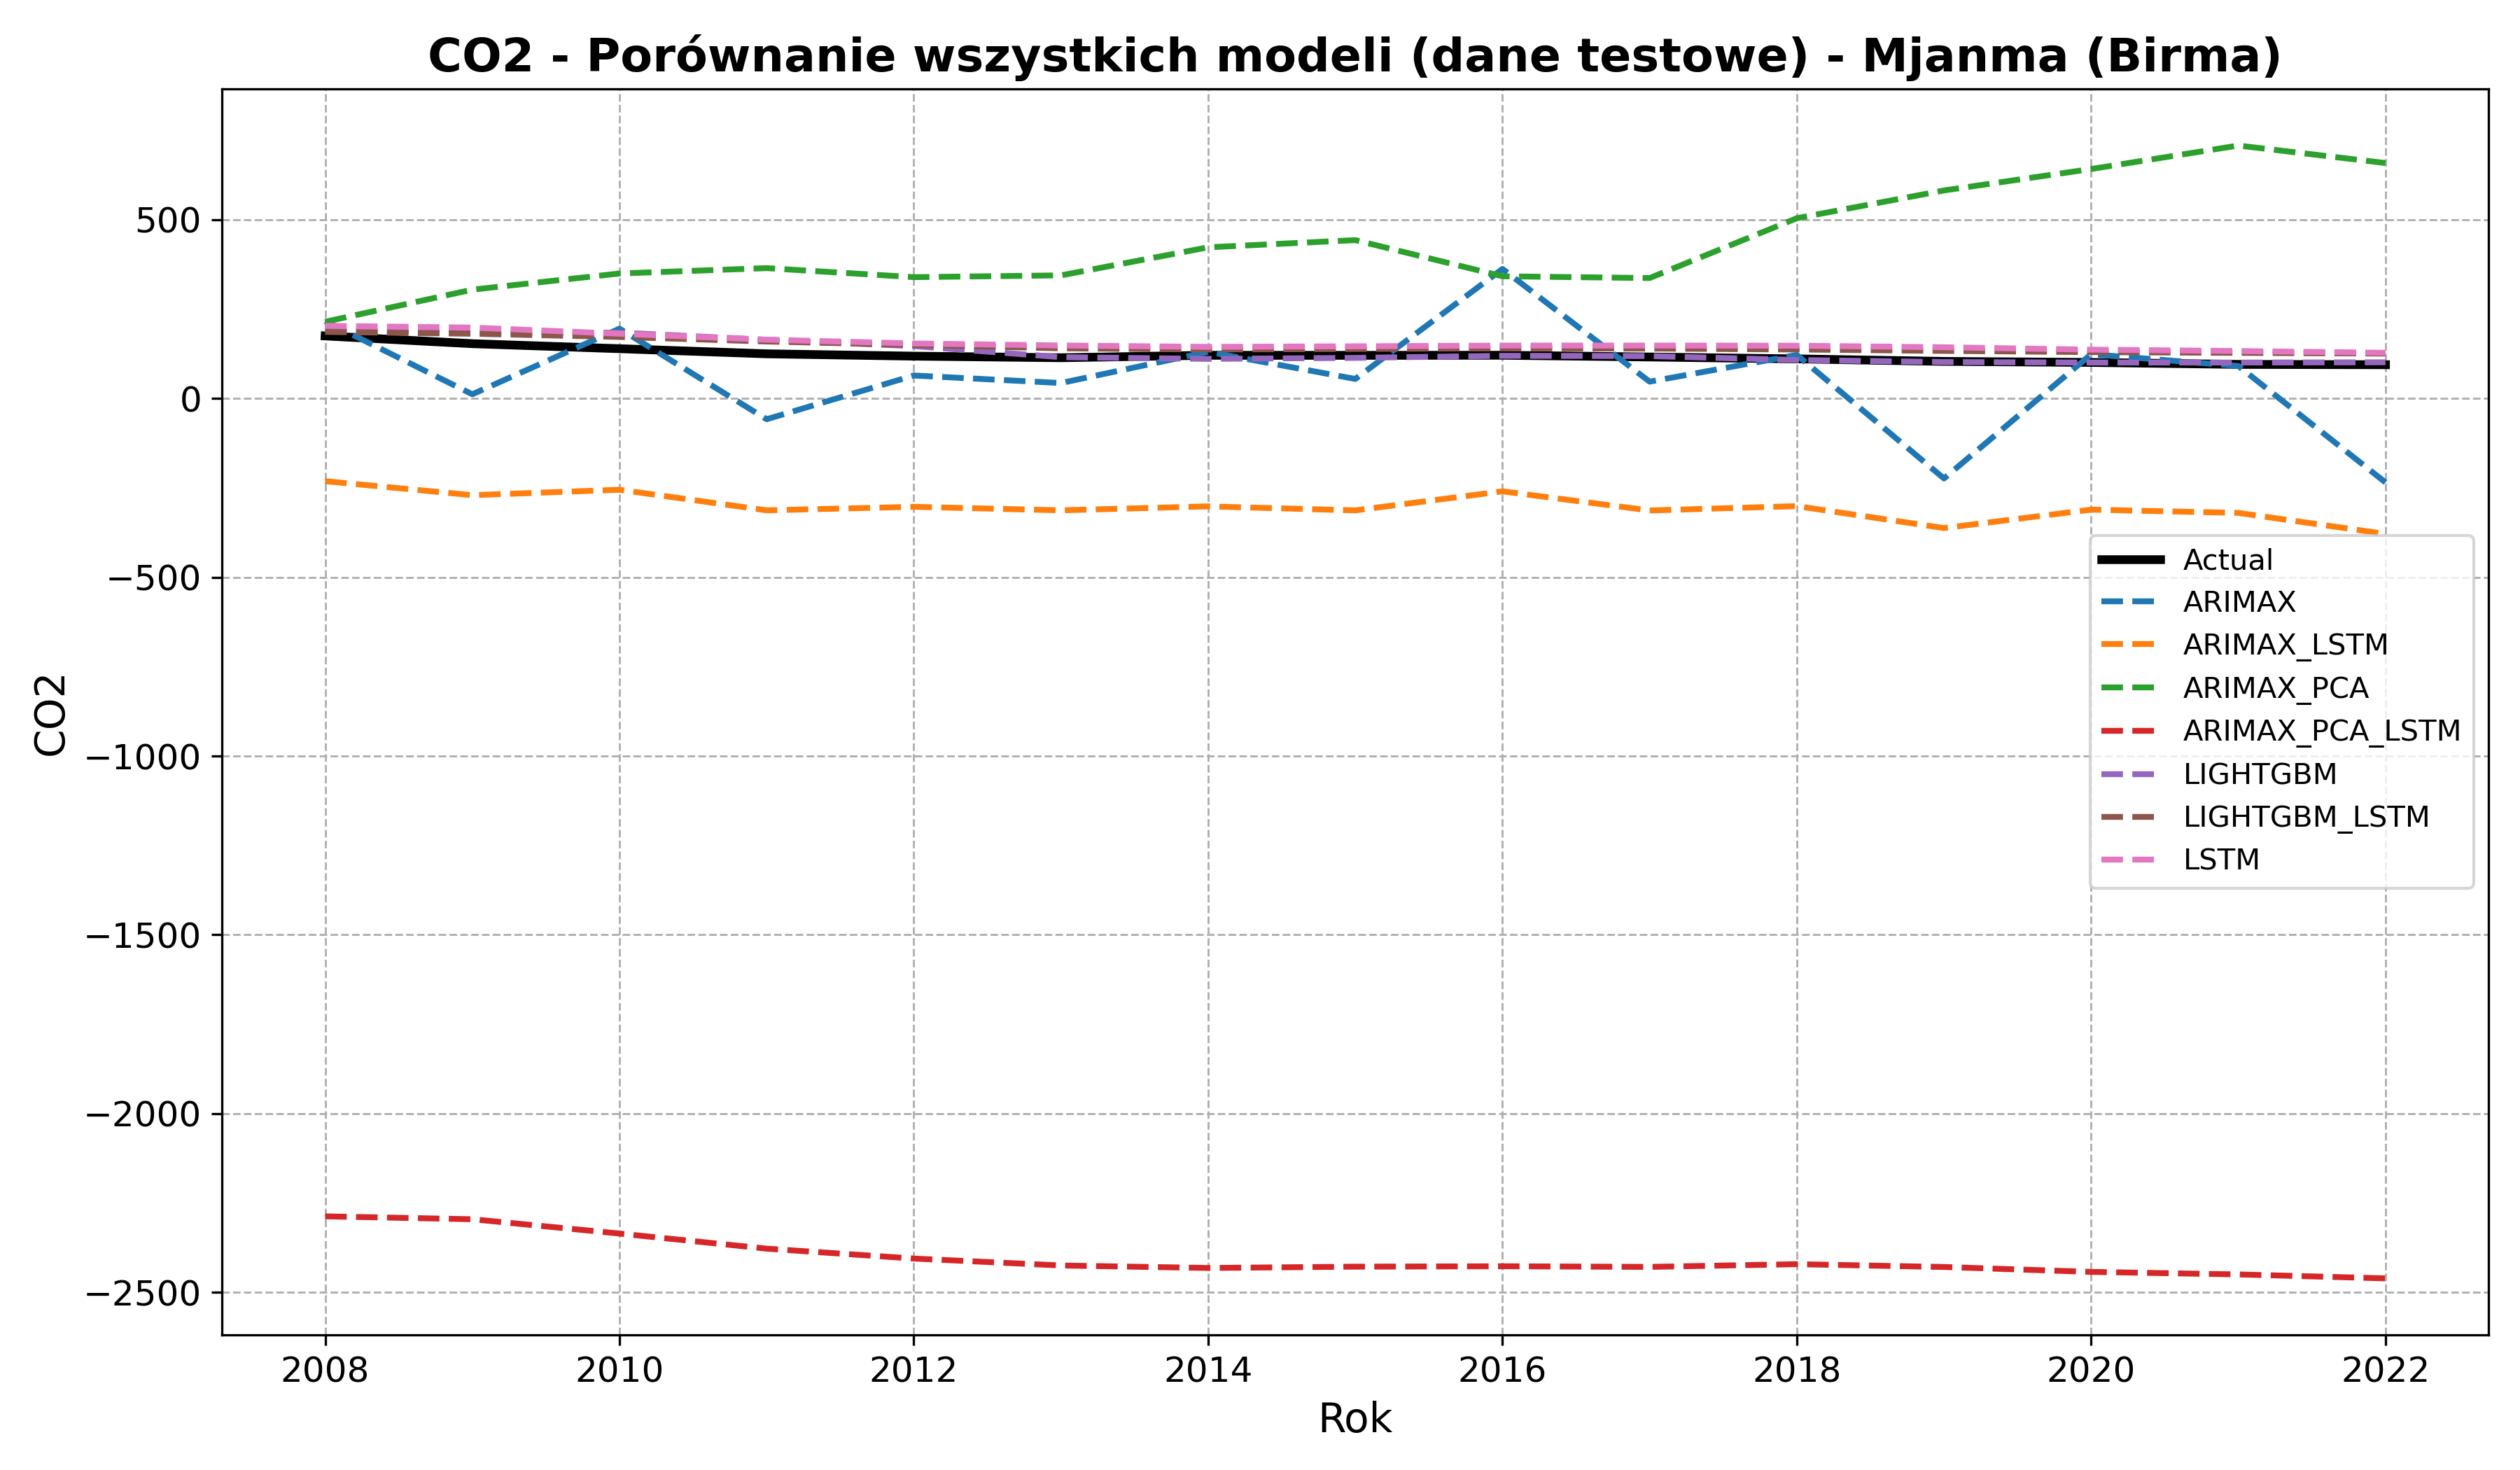 CO2 - Porównanie wszystkich modeli (dane testowe) - Mjanma (Birma)
CO2
500
0
−500
−1000
−1500
−2000
−2500
Actual
ARIMAX
ARIMAX_LSTM
ARIMAX_PCA
ARIMAX_PCA_LSTM
LIGHTGBM
LIGHTGBM_LSTM
LSTM
2008 2010 2012 2014 2016 2018 2020 2022
Rok